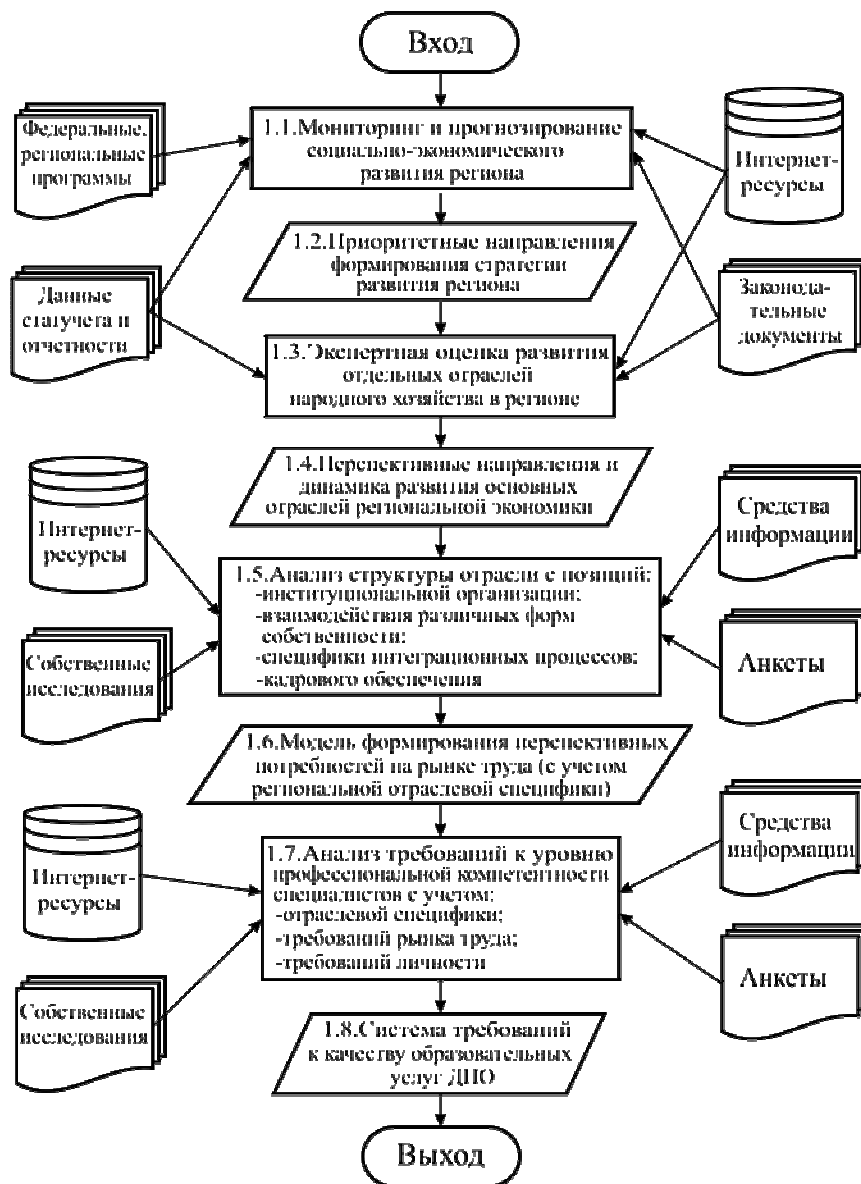 Вход
Федеральные,
региональные
программы
1.1.Мониторинг и прогнозирование
социально-экономического
развития региона
Интернет-
ресурсы
1.2.Приоритетные направления
формирования стратегии
развития региона
Данные
статучета и
отчетности
Законода-
тельные
документы
1.3.Экспертная оценка развития
отдельных отраслей
народного хозяйства в регионе
1.4.Перспективные направления и
динамика развития основных
отраслей региональной экономики
Интернет-
ресурсы
Средства
информации
1.5.Анализ структуры отрасли с позиций:
-институциональной организации;
-взаимодействия различных форм
собственности;
-специфики интеграционных процессов;
-кадрового обеспечения
Собственные
исследования
Анкеты
1.6.Модель формирования перспективных
потребностей на рынке труда (с учетом
региональной отраслевой специфики)
Интернет-
ресурсы
Средства
информации
1.7.Анализ требований к уровню
профессиональной компетентности
специалистов с учетом:
-отраслевой специфики;
-требований рынка труда;
-требований личности
Собственные
исследования
Анкеты
1.8.Система требований
к качеству образовательных
услуг ДПО
Выход